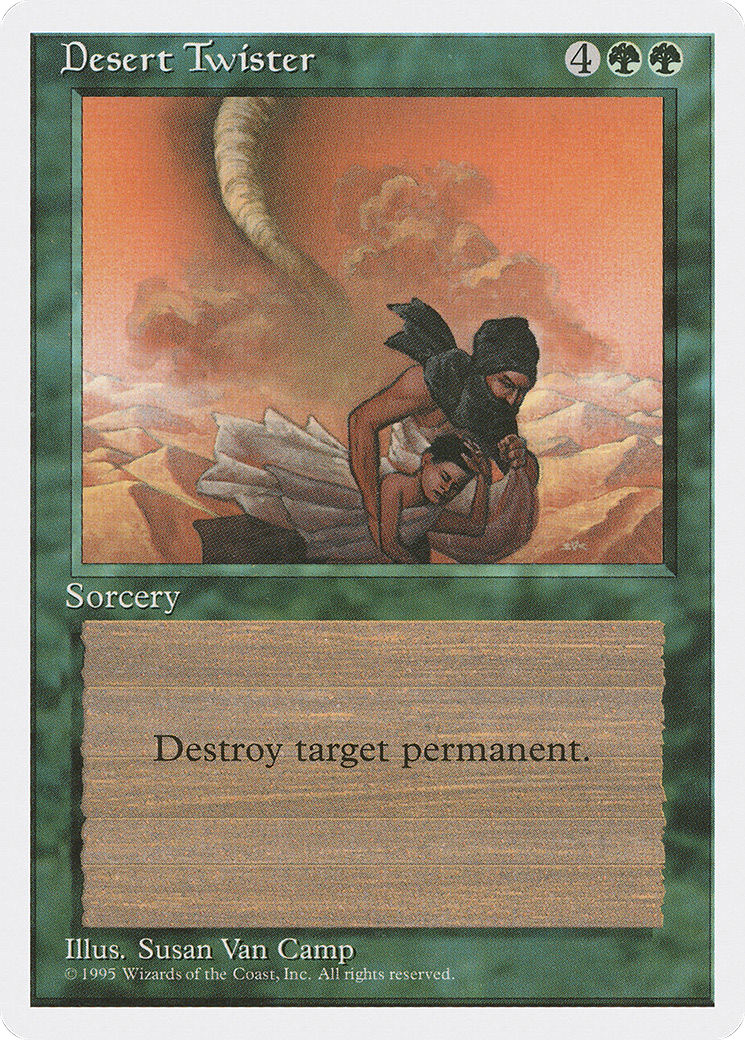 Desert Twister 4
Sorcery
Destroy target permanent.
Illus. Susan Van Camp
© 1995 Wizards of the Coast, Inc. All rights reserved.